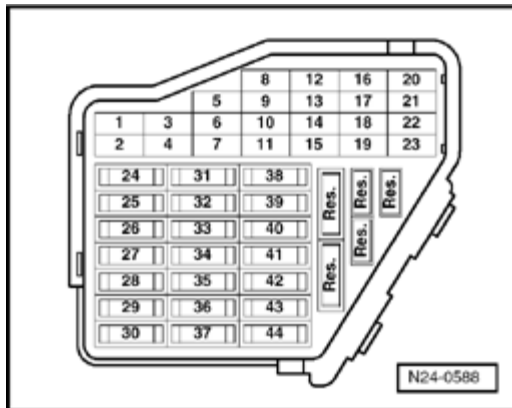 8 12 16 20
5 9 13 17 21
1 3 6 10 14 18 22
2 4 7 11 15 19 23
24 31 38
25 32 39
26 33 40
27 34 41
28 35 42
29 36 43
30 37 44
Res. Res. Res.
Res. Res.
N24-0588